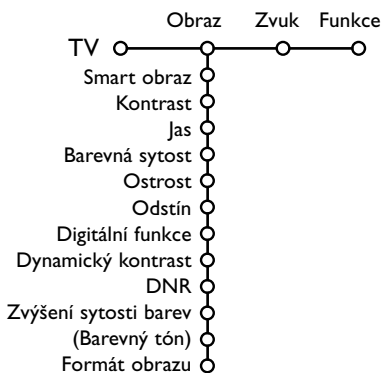 Obraz Zvuk Funkce
TV
Smart obraz
Kontrast
Jas
Barevná sytost
Ostrost
Odstín
Digitální funkce
Dynamický kontrast
DNR
Zvýšení sytosti barev
(Barevný tón)
Formát obrazu